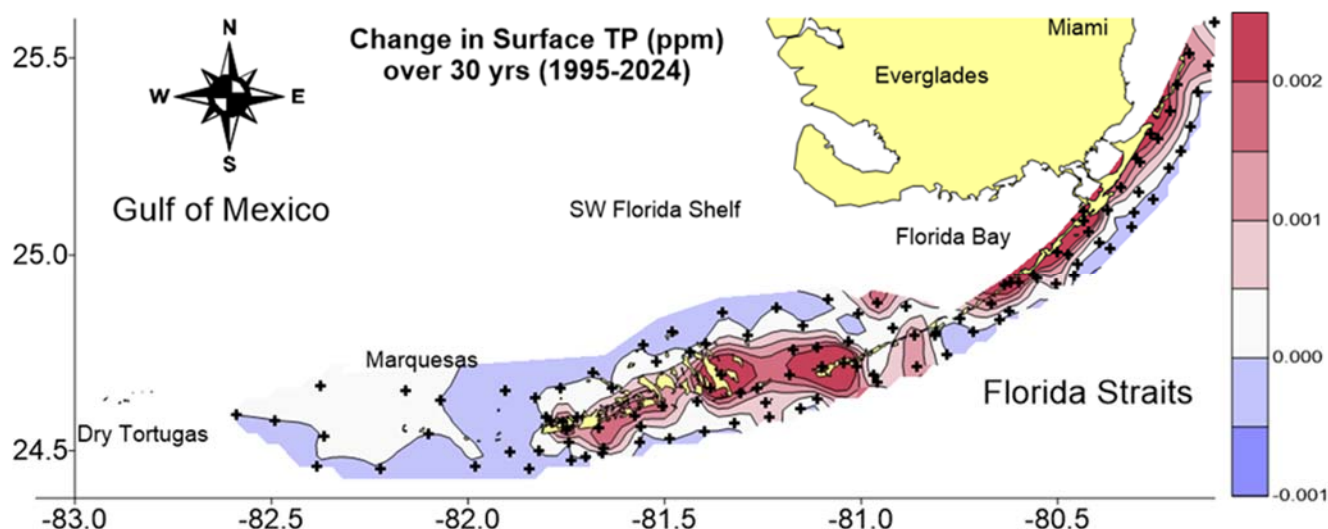 Change in Surface TP (ppm)
over 30 yrs (1995-2024)
N
W
E
S
Miami
Everglades
Gulf of Mexico
SW Florida Shelf
Florida Bay
Marquesas
Florida Straits
Dry Tortugas
25.5
25.0
24.5
-83.0
-82.5
-82.0
-81.5
-81.0
-80.5
0.002
0.001
0.000
-0.001